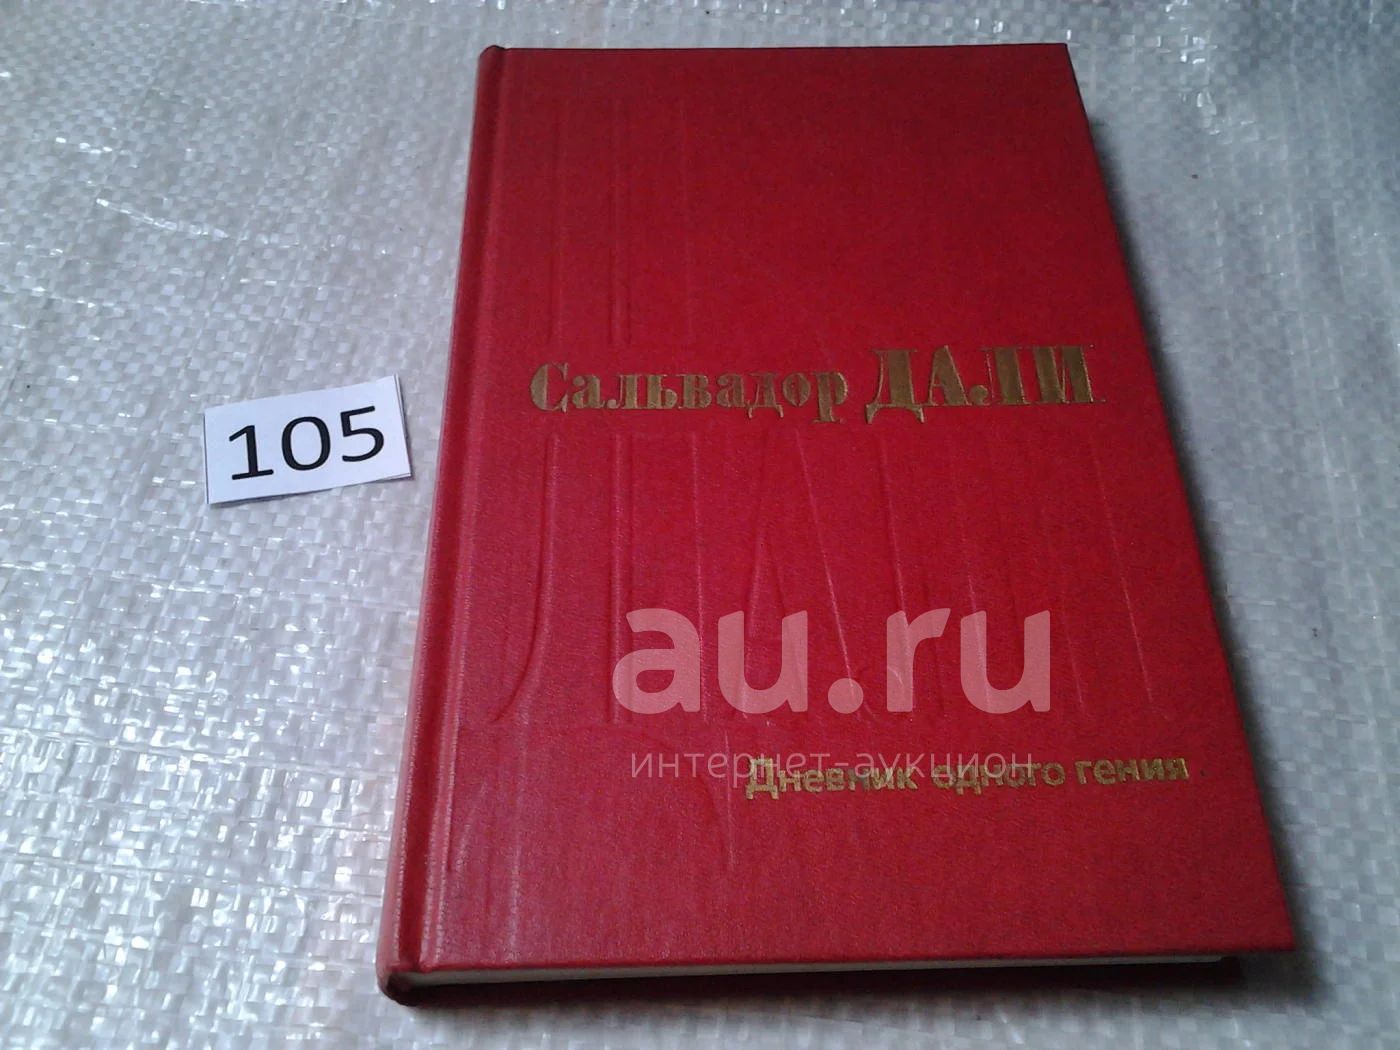 Сальвадор ДАЛИ
105
au.ru
интернет-аукцион
Дневник одного гения